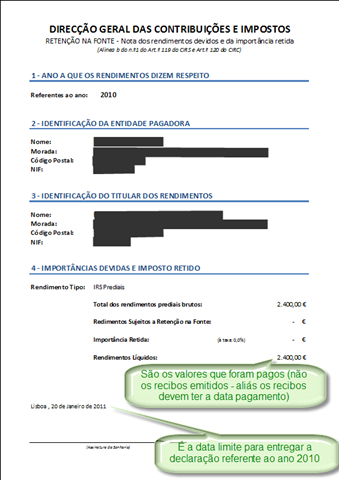 DIRECÇÃO GERAL DAS CONTRIBUIÇÕES E IMPOSTOS
RETENÇÃO NA FONTE - Nota dos rendimentos devidos e da importância retida
(Alínea b do n.º1 do Art.º 119 do CIRS e Art.º 120 do CIRC)
1 - ANO A QUE OS RENDIMENTOS DIZEM RESPEITO
Referentes ao ano: 2010
2 - IDENTIFICAÇÃO DA ENTIDADE PAGADORA
Nome:
Morada:
Código Postal:
NIF:
3 - IDENTIFICAÇÃO DO TITULAR DOS RENDIMENTOS
Nome:
Morada:
Código Postal:
NIF:
4 - IMPORTÂNCIAS DEVIDAS E IMPOSTO RETIDO
Rendimento Tipo: IRS Prediais
Total dos rendimentos prediais brutos: 2.400,00 €
Redimentos Sujeitos a Retenção na Fonte: - €
Importância Retida: (à taxa 0,0%) - €
Rendimentos Líquidos: 2.400,00 €
São os valores que foram pagos (não
os recibos emitidos - aliás os recibos
devem ter a data pagamento)
Lisboa , 20 de Janeiro de 2011
É a data limite para entregar a
declaração referente ao ano 2010